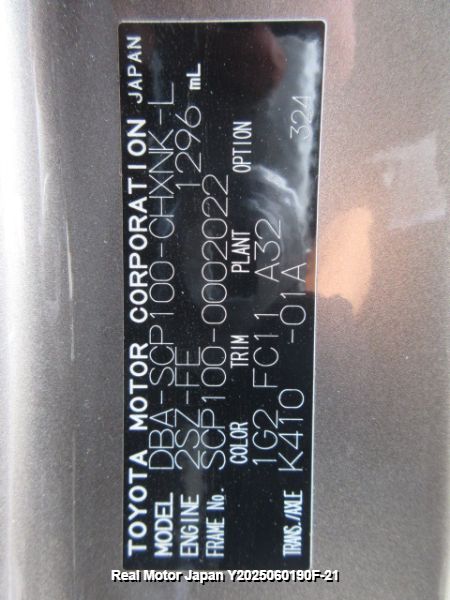 TOYOTA MOTOR CORPORATION JAPAN
MODEL DBA-SCP100-CHXNK-L
ENGINE 2SZ-FE 1296 mL
FRAME No. SCP100-0002022
COLOR TRIM PLANT OPTION
1G2 FC11 A32 324
TRANS./AXLE K410 -01A
Real Motor Japan Y2025060190F-21